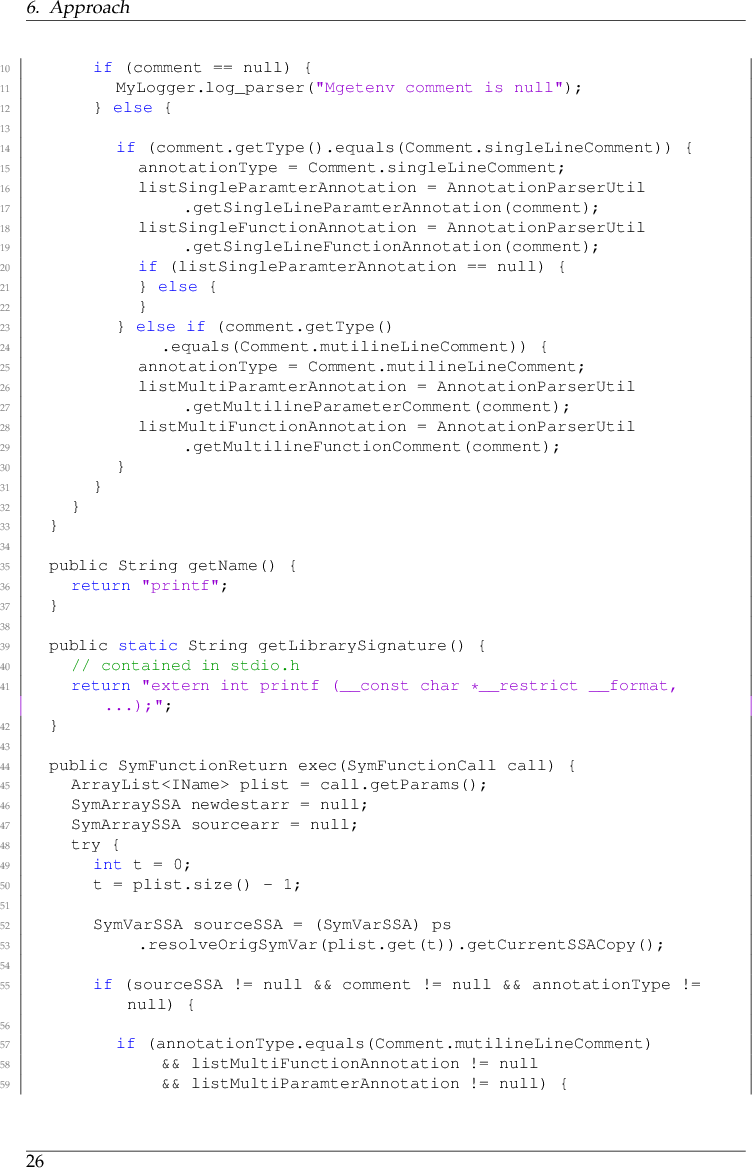 6. Approach
10 if (comment == null) {
11 MyLogger.log_parser("Mgetenv comment is null");
12 } else {
13
14 if (comment.getType().equals(Comment.singleLineComment)) {
15 annotationType = Comment.singleLineComment;
16 listSingleParamterAnnotation = AnnotationParserUtil
17 .getSingleLineParamterAnnotation(comment);
18 listSingleFunctionAnnotation = AnnotationParserUtil
19 .getSingleLineFunctionAnnotation(comment);
20 if (listSingleParamterAnnotation == null) {
21 } else {
22 }
23 } else if (comment.getType()
24 .equals(Comment.mutilineLineComment)) {
25 annotationType = Comment.mutilineLineComment;
26 listMultiParamterAnnotation = AnnotationParserUtil
27 .getMultilineParameterComment(comment);
28 listMultiFunctionAnnotation = AnnotationParserUtil
29 .getMultilineFunctionComment(comment);
30 }
31 }
32 }
33 }
34
35 public String getName() {
36 return "printf";
37 }
38
39 public static String getLibrarySignature() {
40 // contained in stdio.h
41 return "extern int printf (__const char *__restrict __format,
...);";
42 }
43
44 public SymFunctionReturn exec(SymFunctionCall call) {
45 ArrayList<IName> plist = call.getParams();
46 SymArraySSA newdestarr = null;
47 SymArraySSA sourcearr = null;
48 try {
49 int t = 0;
50 t = plist.size() - 1;
51
52 SymVarSSA sourceSSA = (SymVarSSA) ps
53 .resolveOrigSymVar(plist.get(t)).getCurrentSSACopy();
54
55 if (sourceSSA != null && comment != null && annotationType !=
null) {
56
57 if (annotationType.equals(Comment.mutilineLineComment)
58 && listMultiFunctionAnnotation != null
59 && listMultiParamterAnnotation != null) {
26